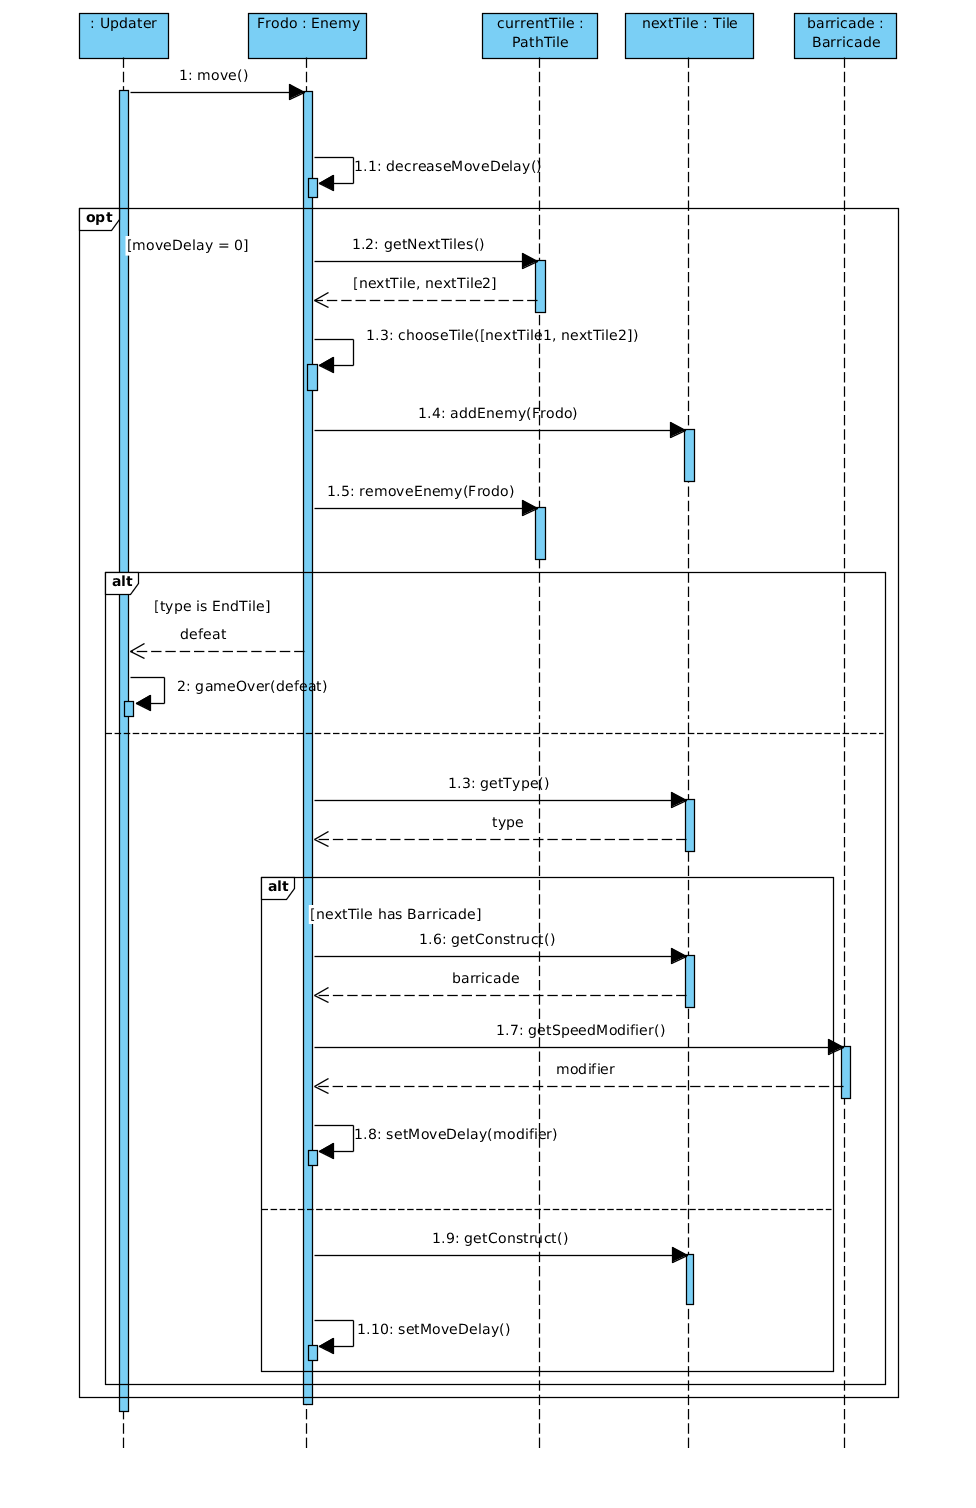 : Updater
Frodo : Enemy
currentTile :
PathTile
nextTile : Tile
barricade :
Barricade
1: move()
1.1: decreaseMoveDelay()
opt
[moveDelay = 0]
1.2: getNextTiles()
[nextTile, nextTile2]
1.3: chooseTile([nextTile1, nextTile2])
1.4: addEnemy(Frodo)
1.5: removeEnemy(Frodo)
alt
[type is EndTile]
defeat
2: gameOver(defeat)
1.3: getType()
type
alt
[nextTile has Barricade]
1.6: getConstruct()
barricade
1.7: getSpeedModifier()
modifier
1.8: setMoveDelay(modifier)
1.9: getConstruct()
1.10: setMoveDelay()